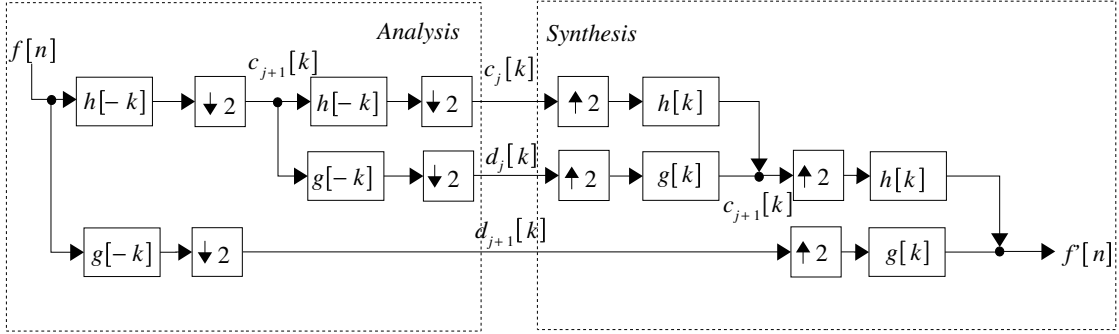 Analysis
Synthesis
f[n]
h[− k]
↓ 2
c_{j+1}[k]
h[− k]
↓ 2
c_j[k]
↑ 2
h[k]
g[− k]
↓ 2
d_j[k]
↑ 2
g[k]
c_{j+1}[k]
↑ 2
h[k]
g[− k]
↓ 2
d_{j+1}[k]
↑ 2
g[k]
f'[n]